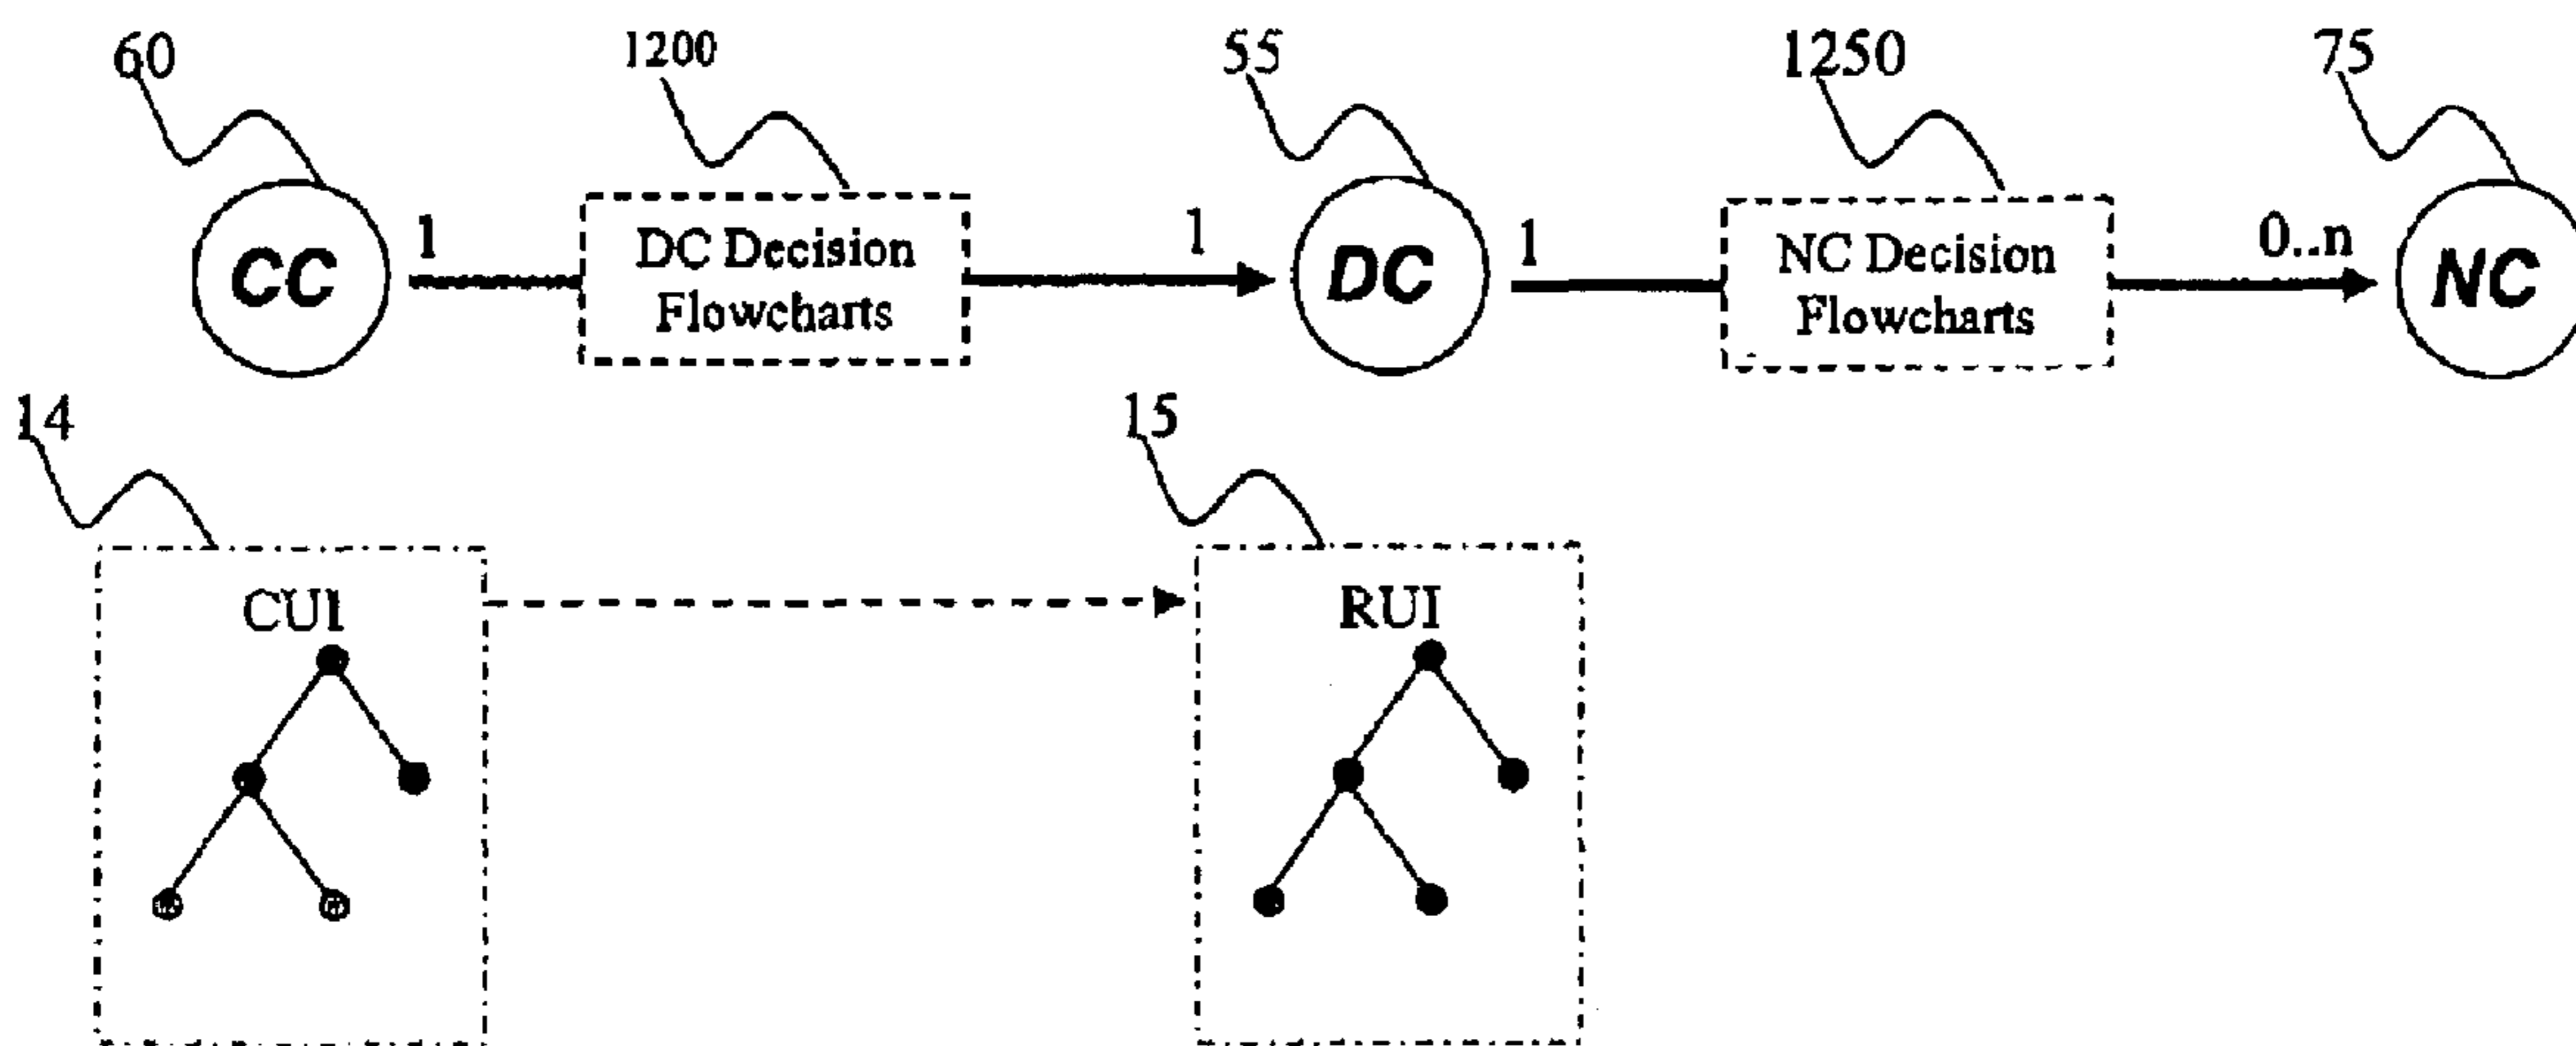 60
1200
55
1250
75
CC
1
DC Decision
Flowcharts
1
DC
1
NC Decision
Flowcharts
0..n
NC
14
15
CUI
RUI